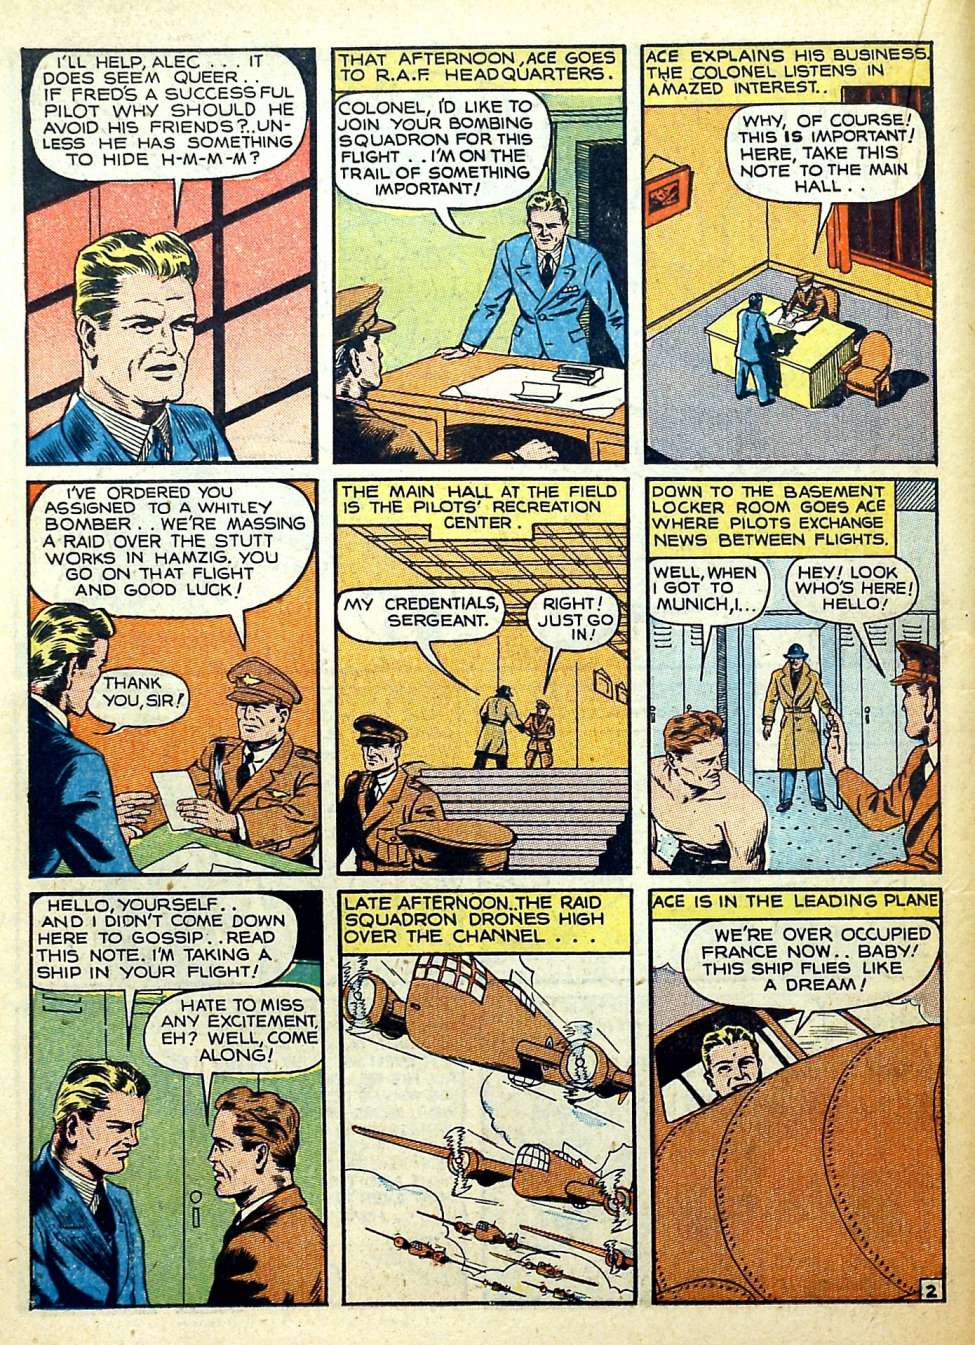 I'LL HELP, ALEC . . . IT
DOES SEEM QUEER . .
IF FRED'S A SUCCESSFUL
PILOT WHY SHOULD HE
AVOID HIS FRIENDS?..UN-
LESS HE HAS SOMETHING
TO HIDE H-M-M-M?
THAT AFTERNOON, ACE GOES
TO R.A.F. HEADQUARTERS.
COLONEL, I'D LIKE TO
JOIN YOUR BOMBING
SQUADRON FOR THIS
FLIGHT . . I'M ON THE
TRAIL OF SOMETHING
IMPORTANT!
ACE EXPLAINS HIS BUSINESS.
THE COLONEL LISTENS IN
AMAZED INTEREST..
WHY, OF COURSE!
THIS IS IMPORTANT!
HERE, TAKE THIS
NOTE TO THE MAIN
HALL . .
I'VE ORDERED YOU
ASSIGNED TO A WHITLEY
BOMBER . . WE'RE MASSING
A RAID OVER THE STUTT
WORKS IN HAMZIG. YOU
GO ON THAT FLIGHT
AND GOOD LUCK!
THANK
YOU, SIR!
THE MAIN HALL AT THE FIELD
IS THE PILOTS' RECREATION
CENTER.
MY CREDENTIALS,
SERGEANT.
RIGHT!
JUST GO
IN!
DOWN TO THE BASEMENT
LOCKER ROOM GOES ACE
WHERE PILOTS EXCHANGE
NEWS BETWEEN FLIGHTS.
WELL, WHEN
I GOT TO
MUNICH, I...
HEY! LOOK
WHO'S HERE!
HELLO!
HELLO, YOURSELF..
AND I DIDN'T COME DOWN
HERE TO GOSSIP..READ
THIS NOTE. I'M TAKING A
SHIP IN YOUR FLIGHT!
HATE TO MISS
ANY EXCITEMENT,
EH? WELL, COME
ALONG!
LATE AFTERNOON..THE RAID
SQUADRON DRONES HIGH
OVER THE CHANNEL . . .
ACE IS IN THE LEADING PLANE
WE'RE OVER OCCUPIED
FRANCE NOW.. BABY!
THIS SHIP FLIES LIKE
A DREAM!
2